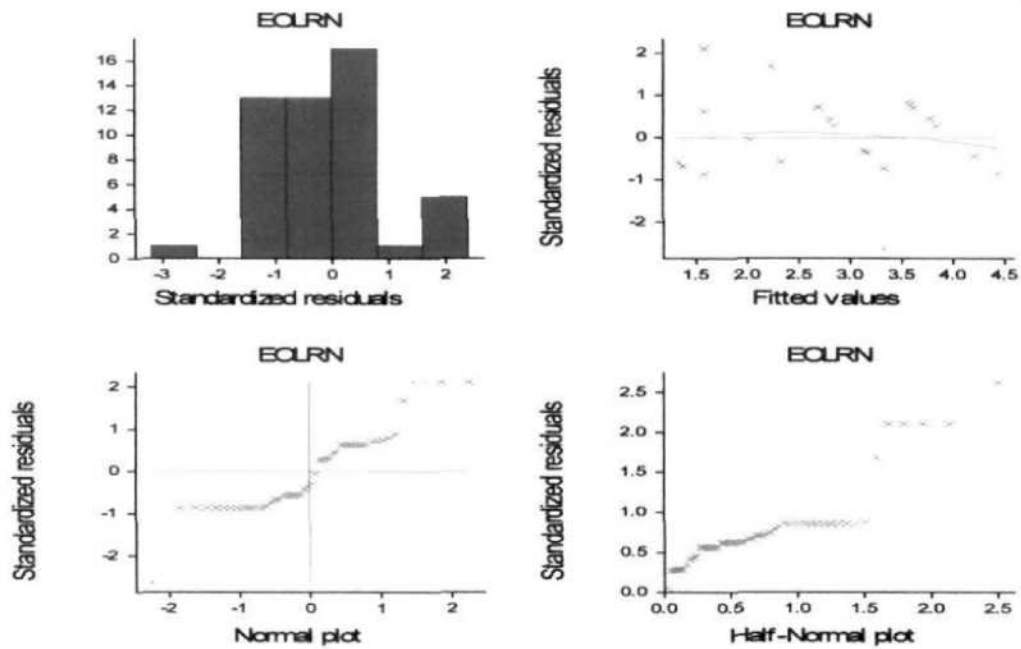 EOLRN
16
14
12
10
8
6
4
2
0
-3 -2 -1 0 1 2
Standardized residuals
EOLRN
Standardized residuals
2
1
0
-1
-2
1.5 2.0 2.5 3.0 3.5 4.0 4.5
Fitted values
EOLRN
Standardized residuals
2
1
0
-1
-2
-2 -1 0 1 2
Normal plot
EOLRN
Standardized residuals
2.5
2.0
1.5
1.0
0.5
0.0
0.0 0.5 1.0 1.5 2.0 2.5
Half-Normal plot